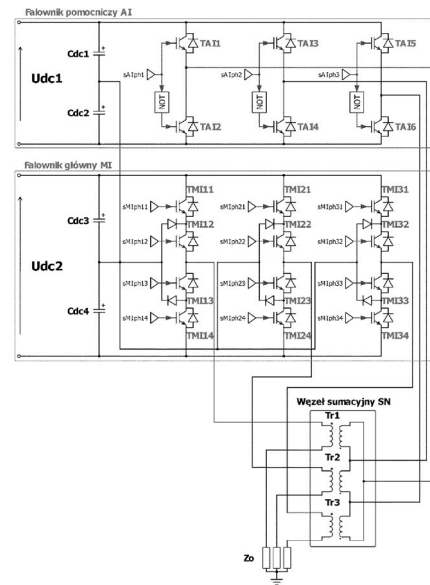 Falownik pomocniczy AI
Cdc1
Udc1
Cdc2
sAIph1
sAIph2
sAIph3
NOT
NOT
NOT
TAI1
TAI3
TAI5
TAI2
TAI4
TAI6
Falownik główny MI
Cdc3
Udc2
Cdc4
TMI11
TMI21
TMI31
sMIph11
sMIph21
sMIph31
TMI12
TMI22
TMI32
sMIph12
sMIph22
sMIph32
sMIph13
sMIph23
sMIph33
TMI13
TMI23
TMI33
sMIph14
sMIph24
sMIph34
TMI14
TMI24
TMI34
Węzeł sumacyjny SN
Tr1
Tr2
Tr3
Zo